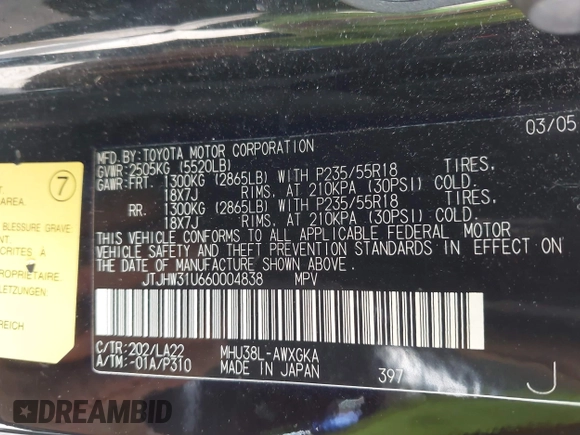 03/05
MFD. BY: TOYOTA MOTOR CORPORATION
GVWR: 2505KG (5520LB)
GAWR: FRT. 1300KG (2865LB) WITH P235/55R18 TIRES,
18X7J RIMS, AT 210KPA (30PSI) COLD.
RR. 1300KG (2865LB) WITH P235/55R18 TIRES,
18X7J RIMS, AT 210KPA (30PSI) COLD.
THIS VEHICLE CONFORMS TO ALL APPLICABLE FEDERAL MOTOR
VEHICLE SAFETY AND THEFT PREVENTION STANDARDS IN EFFECT ON
THE DATE OF MANUFACTURE SHOWN ABOVE.
JTJHW31U660004838 MPV
C/TR: 202/LA22 MHU38L-AWXGKA
A/TM: -01A/P310 MADE IN JAPAN 397 J
7
AREA.
BLESSURE GRAVE
ENT.
CRITES À
PROPRIETAIRE
LETZUNGEN:
REICH
DREAMBID